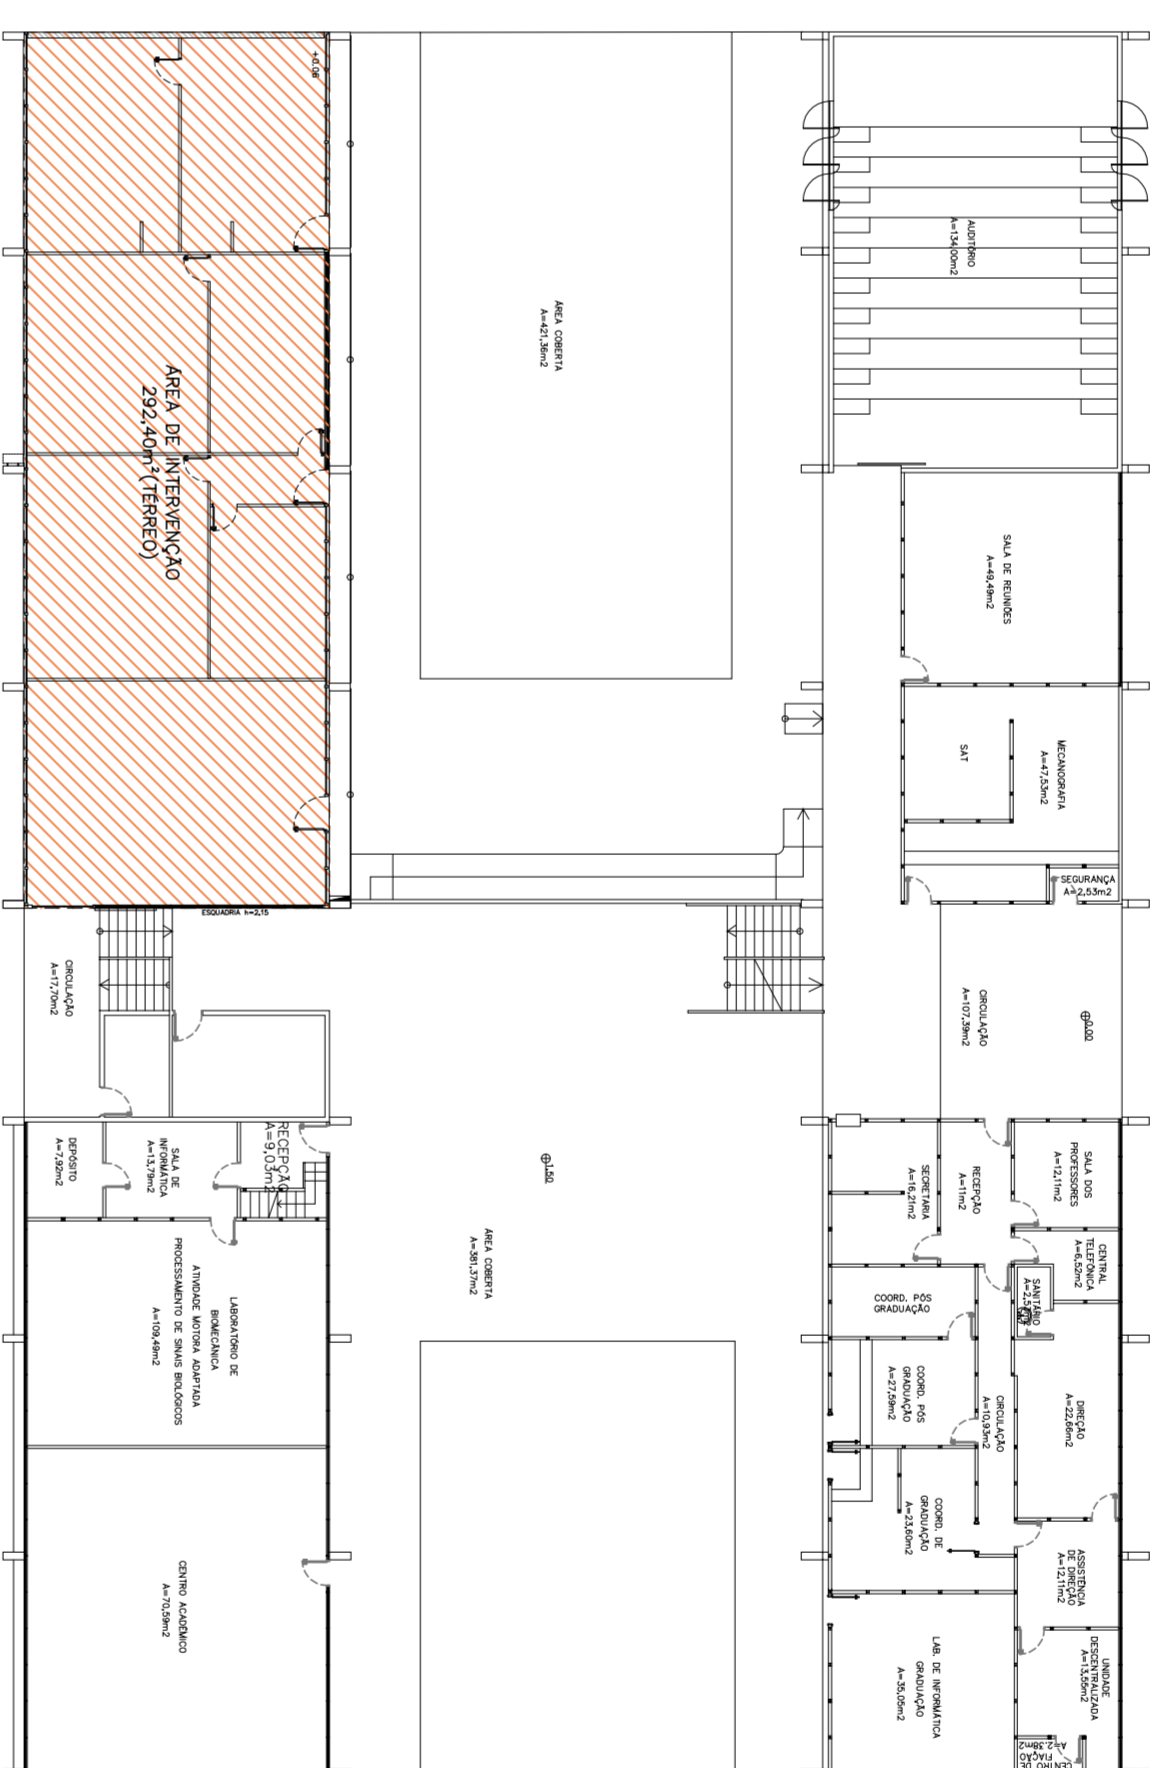 +0.06
ÁREA DE INTERVENÇÃO
292,40m²(TÉRREO)
ÁREA COBERTA
A=421,36m2
AUDITÓRIO
A=134,00m2
SALA DE REUNIÕES
A=49,49m2
SAT
MECANOGRAFIA
A=47,53m2
SEGURANÇA
A=2,53m2
ESQUADRIA h=2,15
CIRCULAÇÃO
A=17,70m2
CIRCULAÇÃO
A=107,39m2
0.00
DEPÓSITO
A=7,92m2
SALA DE
INFORMÁTICA
A=13,79m2
RECEPÇÃO
A=9,03m2
1.50
ÁREA COBERTA
A=381,37m2
SECRETARIA
A=16,21m2
RECEPÇÃO
A=11m2
SALA DOS
PROFESSORES
A=12,11m2
CENTRAL
TELEFÔNICA
A=6,52m2
SANITÁRIO
COORD. PÓS
GRADUAÇÃO
LABORATÓRIO DE
BIOMECÂNICA
ATIVIDADE MOTORA ADAPTADA
PROCESSAMENTO DE SINAIS BIOLÓGICOS
A=109,49m2
COORD. PÓS
GRADUAÇÃO
A=27,59m2
CIRCULAÇÃO
A=10,93m2
DIREÇÃO
A=22,66m2
COORD. DE
GRADUAÇÃO
A=23,60m2
ASSISTÊNCIA
DE DIREÇÃO
A=12,11m2
CENTRO ACADÊMICO
A=70,59m2
LAB. DE INFORMÁTICA
GRADUAÇÃO
A=35,05m2
UNIDADE
DESCENTRALIZADA
A=13,55m2
A=2.38m2